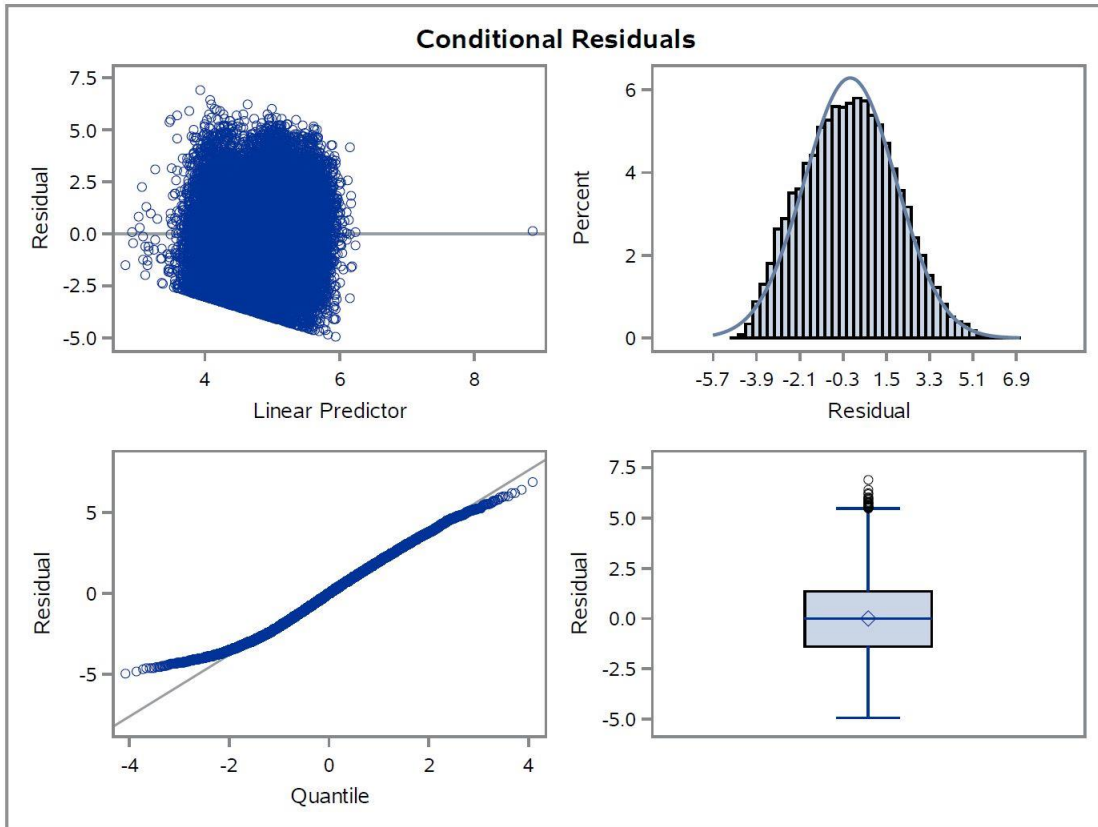 Conditional Residuals
7.5
5.0
2.5
0.0
-2.5
-5.0
Residual
4 6 8
Linear Predictor
6
4
2
0
Percent
-5.7 -3.9 -2.1 -0.3 1.5 3.3 5.1 6.9
Residual
5
0
-5
Residual
-4 -2 0 2 4
Quantile
7.5
5.0
2.5
0.0
-2.5
-5.0
Residual